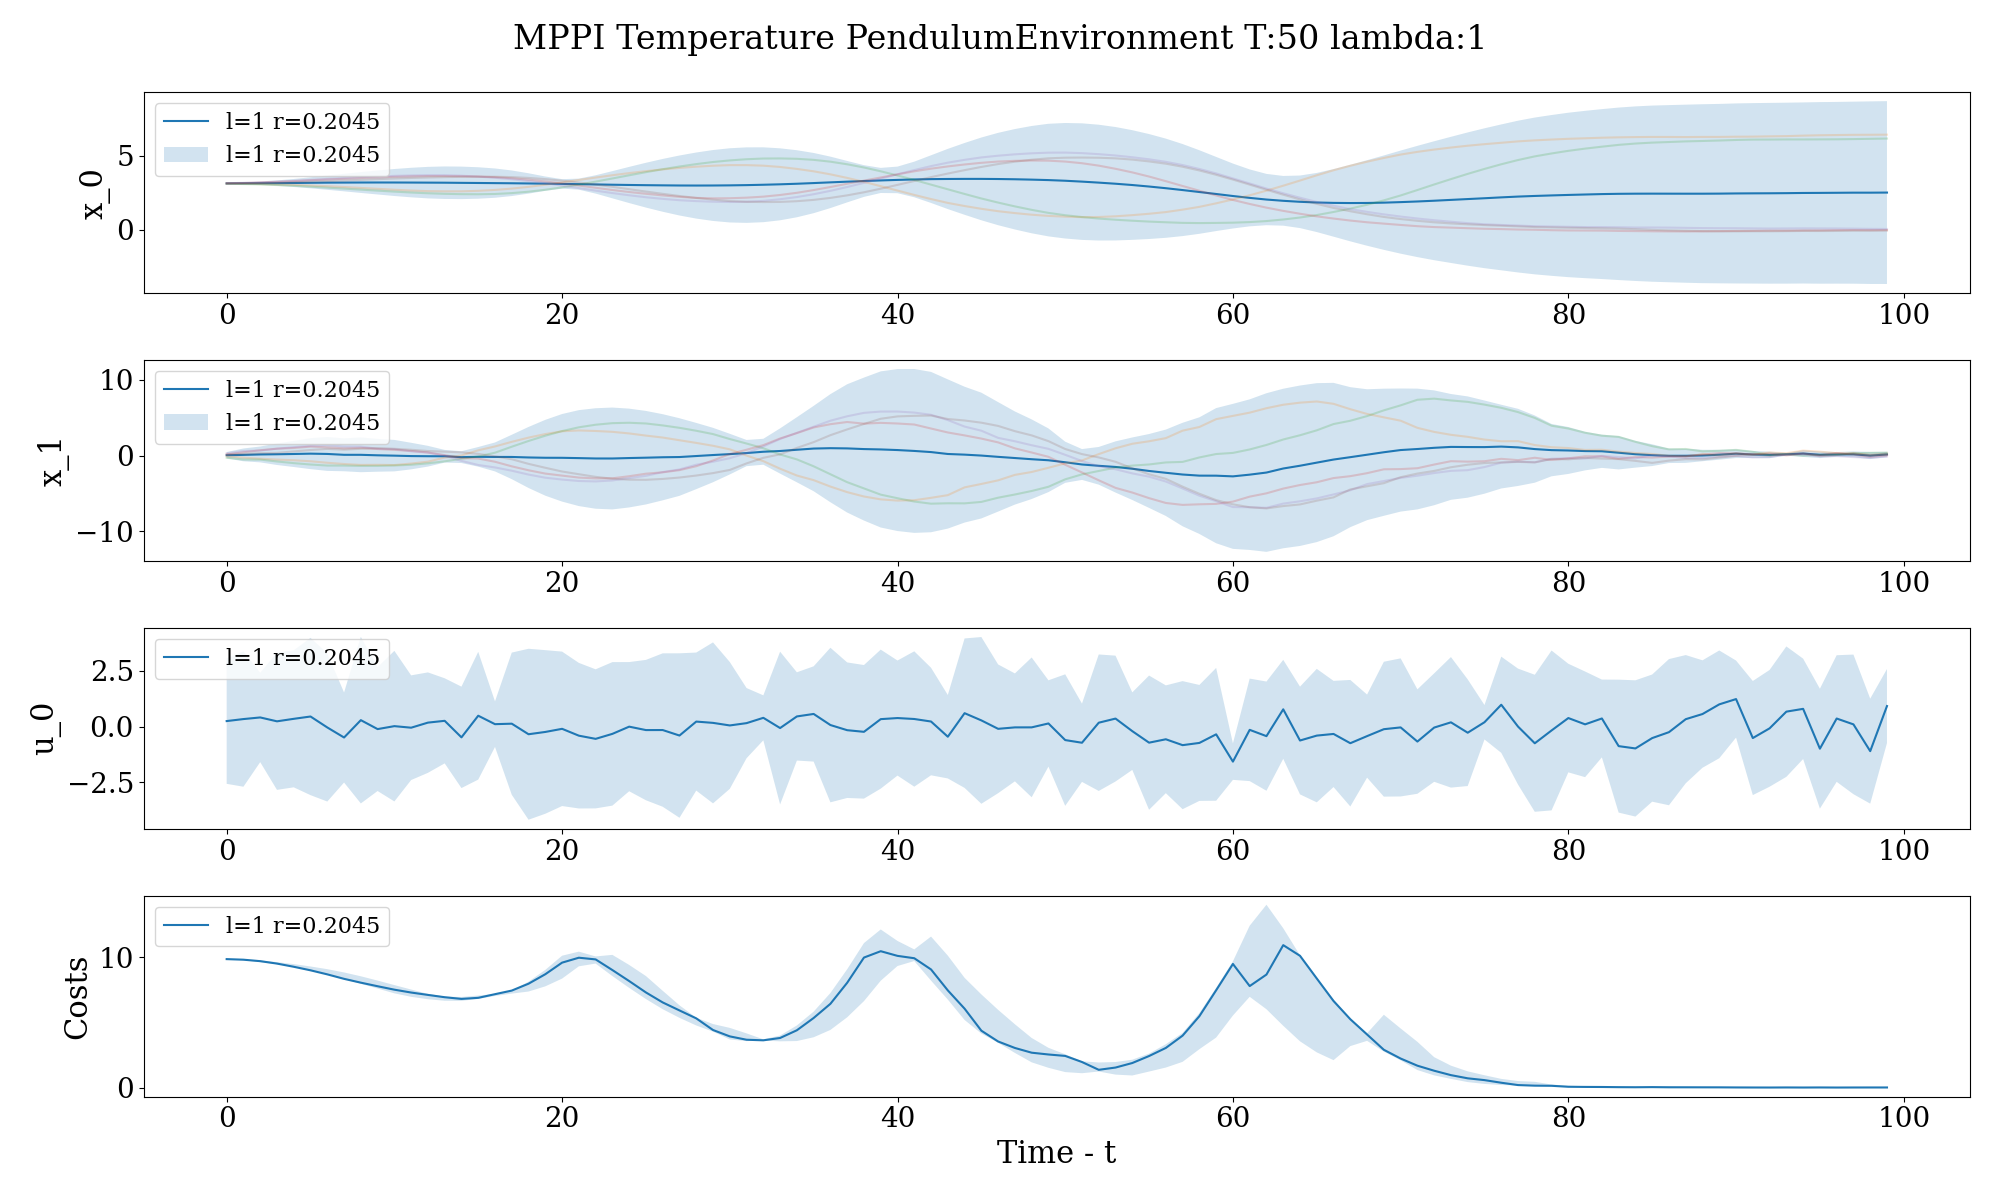 MPPI Temperature PendulumEnvironment T:50 lambda:1
l=1 r=0.2045
l=1 r=0.2045
x_0
5
0
0 20 40 60 80 100
l=1 r=0.2045
l=1 r=0.2045
x_1
10
0
−10
0 20 40 60 80 100
l=1 r=0.2045
u_0
2.5
0.0
−2.5
0 20 40 60 80 100
l=1 r=0.2045
Costs
10
0
0 20 40 60 80 100
Time - t